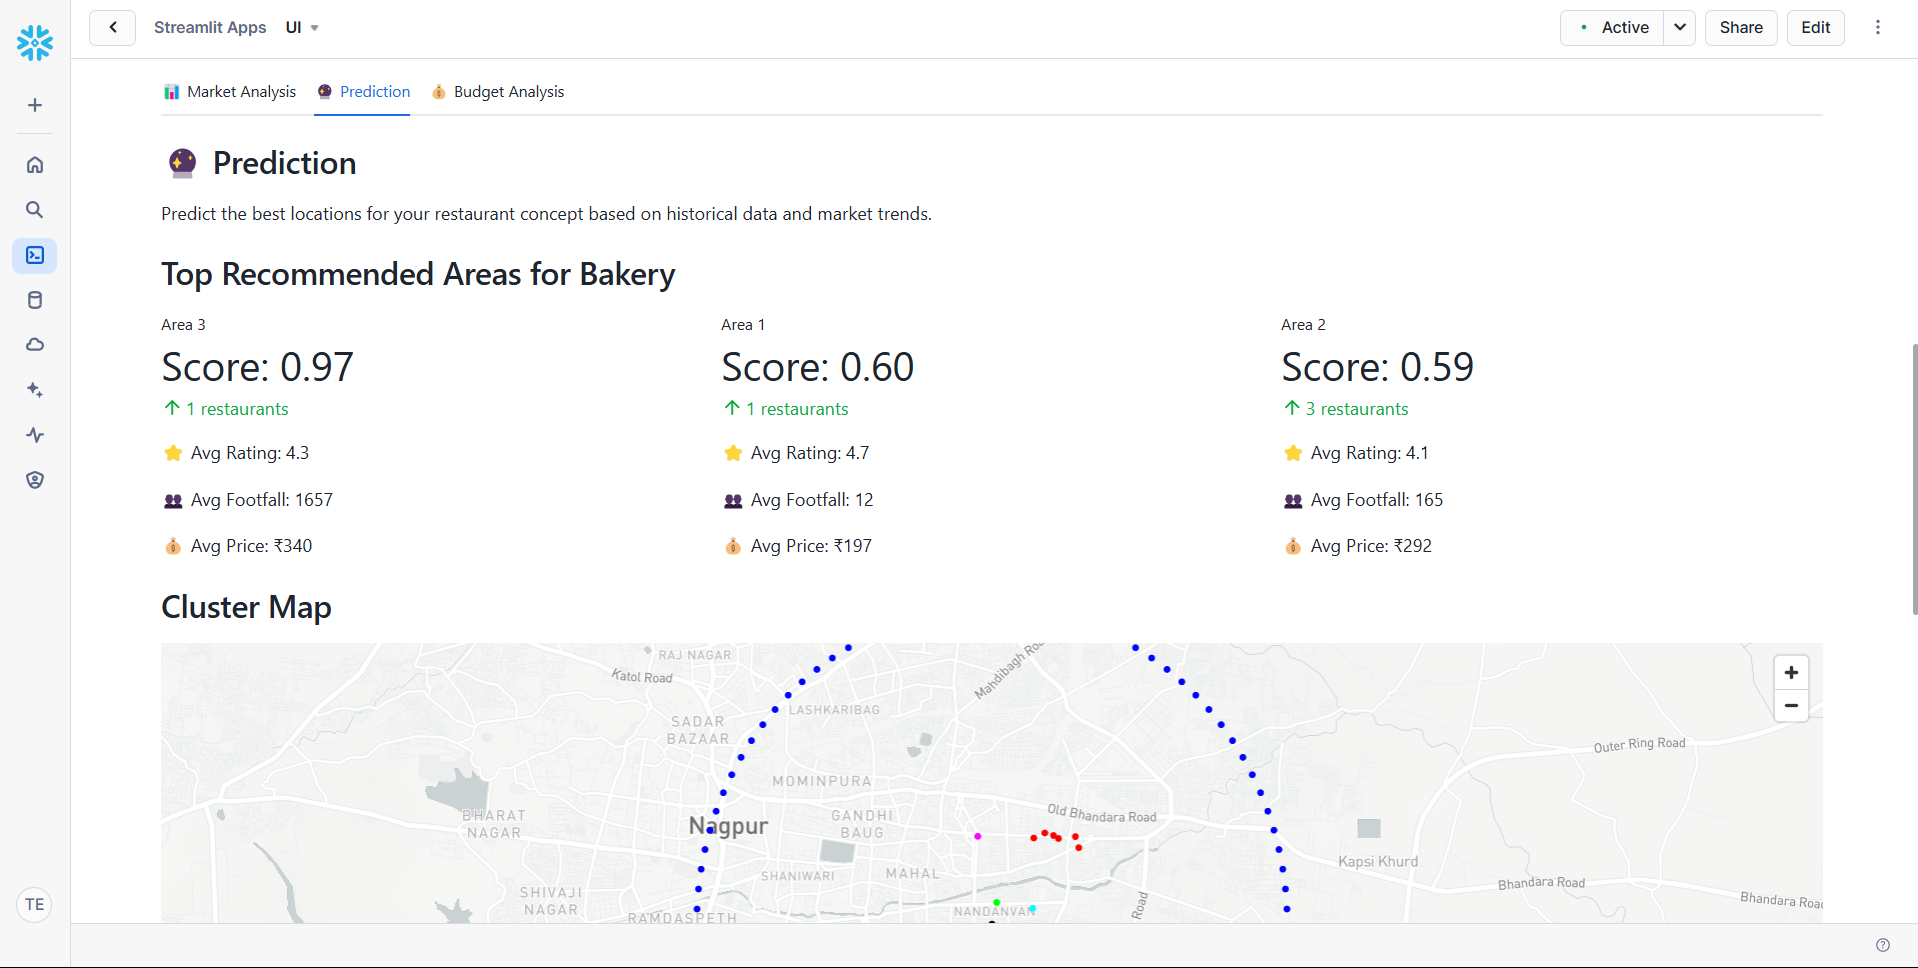 Streamlit Apps UI
Active
Share
Edit
Market Analysis
Prediction
Budget Analysis
Prediction
Predict the best locations for your restaurant concept based on historical data and market trends.
Top Recommended Areas for Bakery
Area 3
Score: 0.97
↑ 1 restaurants
Avg Rating: 4.3
Avg Footfall: 1657
Avg Price: ₹340
Area 1
Score: 0.60
↑ 1 restaurants
Avg Rating: 4.7
Avg Footfall: 12
Avg Price: ₹197
Area 2
Score: 0.59
↑ 3 restaurants
Avg Rating: 4.1
Avg Footfall: 165
Avg Price: ₹292
Cluster Map
RAJ NAGAR
Katol Road
Mahdibagh Roa
LASHKARIBAG
SADAR
BAZAAR
Outer Ring Road
MOMINPURA
BHARAT
NAGAR
Nagpur
GANDHI
BAUG
Old Bhandara Road
Kapsi Khurd
SHANIWARI
MAHAL
Bhandara Road
SHIVAJI
NAGAR
RAMDASPETH
NANDANVAN
Road
Bhandara Road
TE